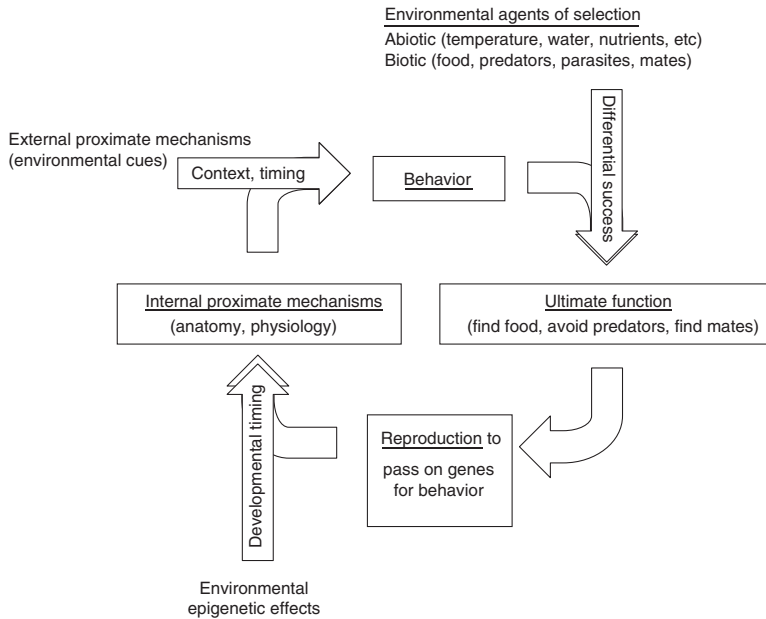 Environmental agents of selection
Abiotic (temperature, water, nutrients, etc)
Biotic (food, predators, parasites, mates)
External proximate mechanisms
(environmental cues)
Context, timing
Behavior
Differential success
Internal proximate mechanisms
(anatomy, physiology)
Ultimate function
(find food, avoid predators, find mates)
Developmental timing
Reproduction to
pass on genes
for behavior
Environmental
epigenetic effects